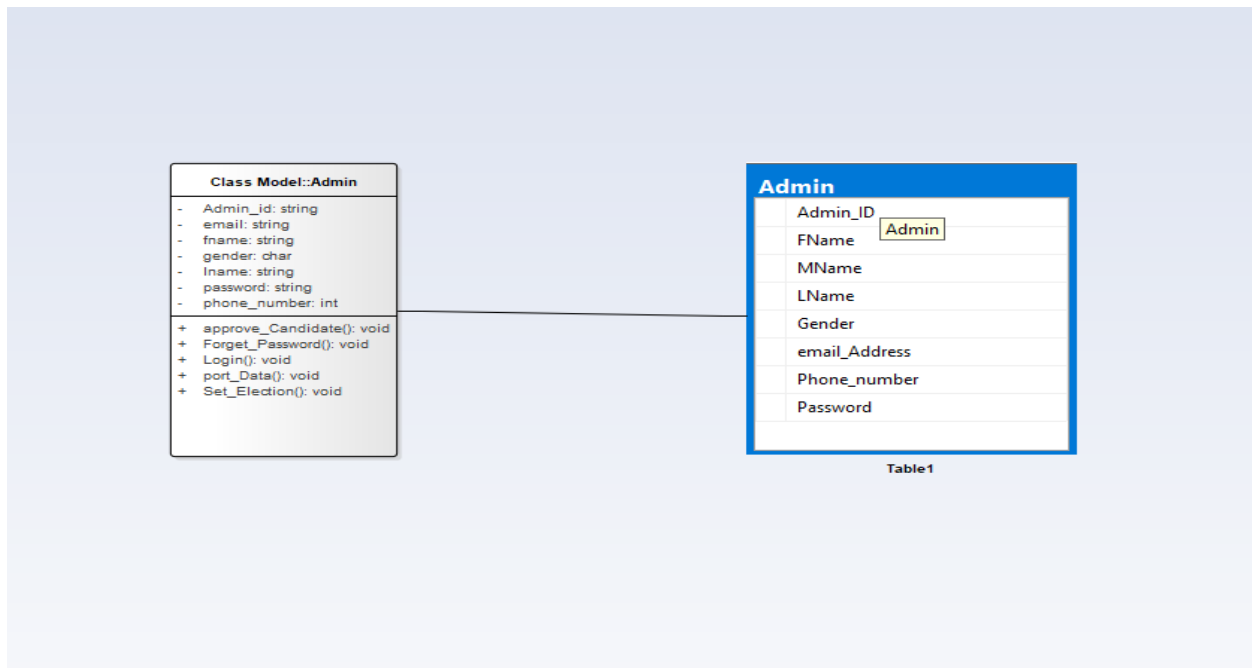 Class Model::Admin
- Admin_id: string
- email: string
- fname: string
- gender: char
- lname: string
- password: string
- phone_number: int
+ approve_Candidate(): void
+ Forget_Password(): void
+ Login(): void
+ port_Data(): void
+ Set_Election(): void
Admin
Admin_ID
Admin
FName
MName
LName
Gender
email_Address
Phone_number
Password
Table1